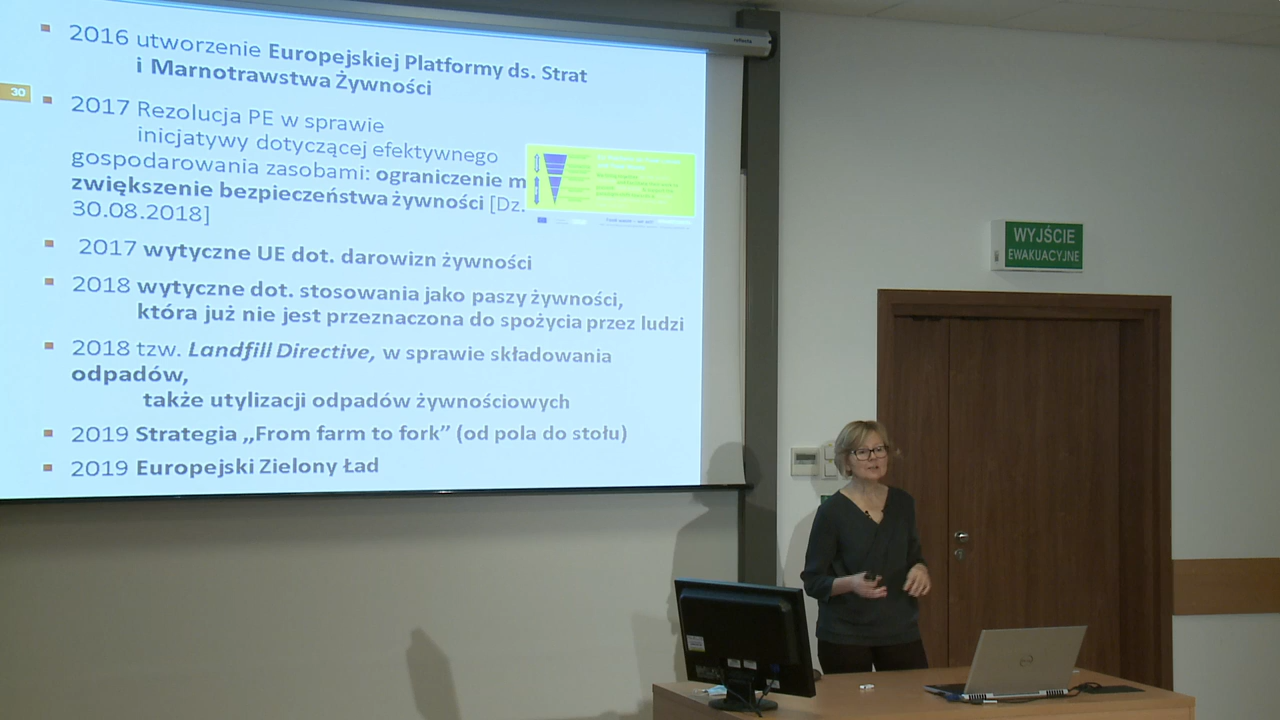 2016 utworzenie Europejskiej Platformy ds. Strat
i Marnotrawstwa Żywności
30
2017 Rezolucja PE w sprawie
inicjatywy dotyczącej efektywnego
gospodarowania zasobami: ograniczenie m
zwiększenie bezpieczeństwa żywności [Dz.
30.08.2018]
2017 wytyczne UE dot. darowizn żywności
2018 wytyczne dot. stosowania jako paszy żywności,
która już nie jest przeznaczona do spożycia przez ludzi
2018 tzw. Landfill Directive, w sprawie składowania
odpadów,
także utylizacji odpadów żywnościowych
2019 Strategia „From farm to fork” (od pola do stołu)
2019 Europejski Zielony Ład
WYJŚCIE
EWAKUACYJNE